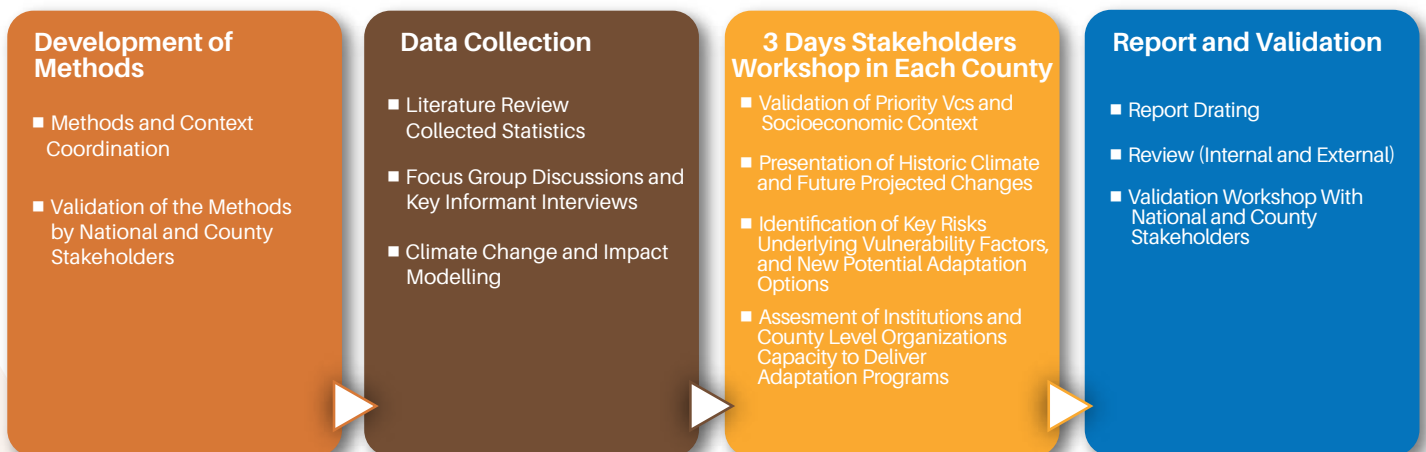 Development of
Methods
■ Methods and Context
Coordination
■ Validation of the Methods
by National and County
Stakeholders
Data Collection
■ Literature Review
Collected Statistics
■ Focus Group Discussions and
Key Informant Interviews
■ Climate Change and Impact
Modelling
3 Days Stakeholders
Workshop in Each County
■ Validation of Priority Vcs and
Socioeconomic Context
■ Presentation of Historic Climate
and Future Projected Changes
■ Identification of Key Risks
Underlying Vulnerability Factors,
and New Potential Adaptation
Options
■ Assesment of Institutions and
County Level Organizations
Capacity to Deliver
Adaptation Programs
Report and Validation
■ Report Drating
■ Review (Internal and External)
■ Validation Workshop With
National and County
Stakeholders